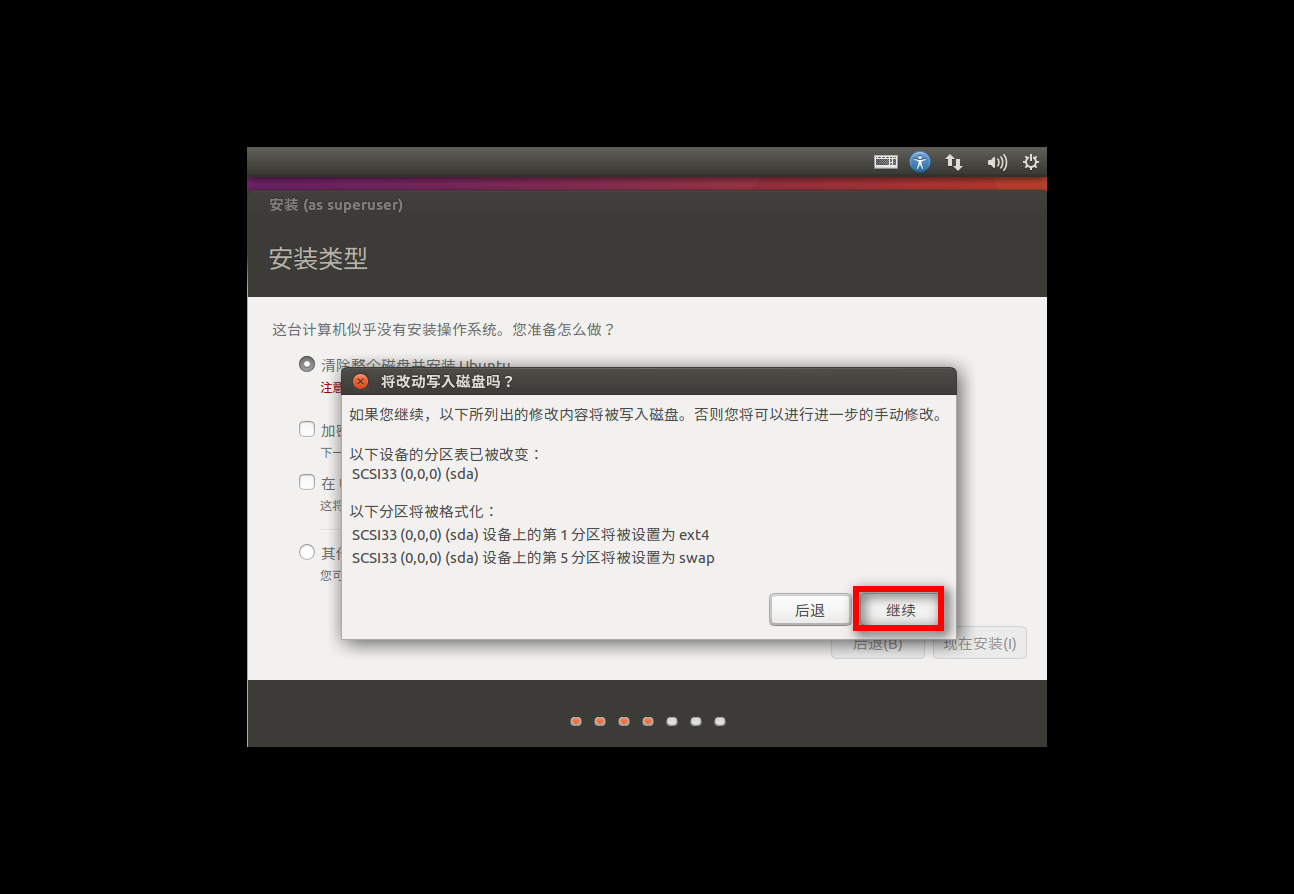 安装 (as superuser)
安装类型
这台计算机似乎没有安装操作系统。您准备怎么做？
清除整个磁盘并安装 Ubuntu
注意
将改动写入磁盘吗？
如果您继续，以下所列出的修改内容将被写入磁盘。否则您将可以进行进一步的手动修改。
以下设备的分区表已被改变：
SCSI33 (0,0,0) (sda)
以下分区将被格式化：
SCSI33 (0,0,0) (sda) 设备上的第 1 分区将被设置为 ext4
SCSI33 (0,0,0) (sda) 设备上的第 5 分区将被设置为 swap
加密
下一
在
这将
其他
您可
后退
继续
后退(B)
现在安装(I)